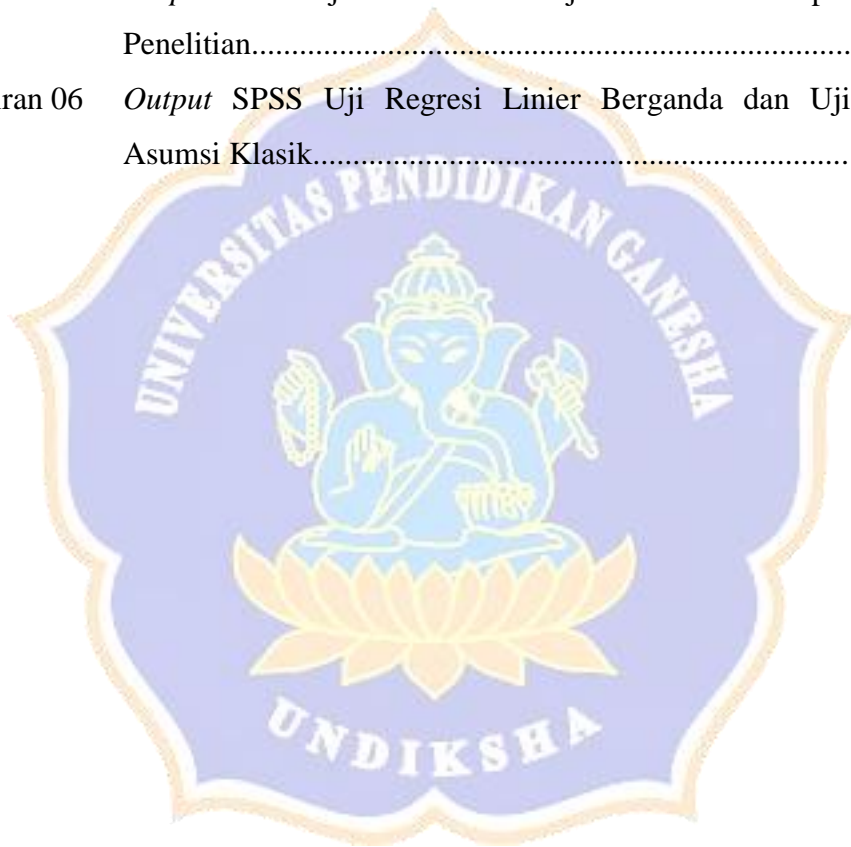 Penelitian.......................................................................
ran 06 Output SPSS Uji Regresi Linier Berganda dan Uji
Asumsi Klasik................................................................
UNIVERSITAS PENDIDIKAN GANESHA
UNDIKSHA